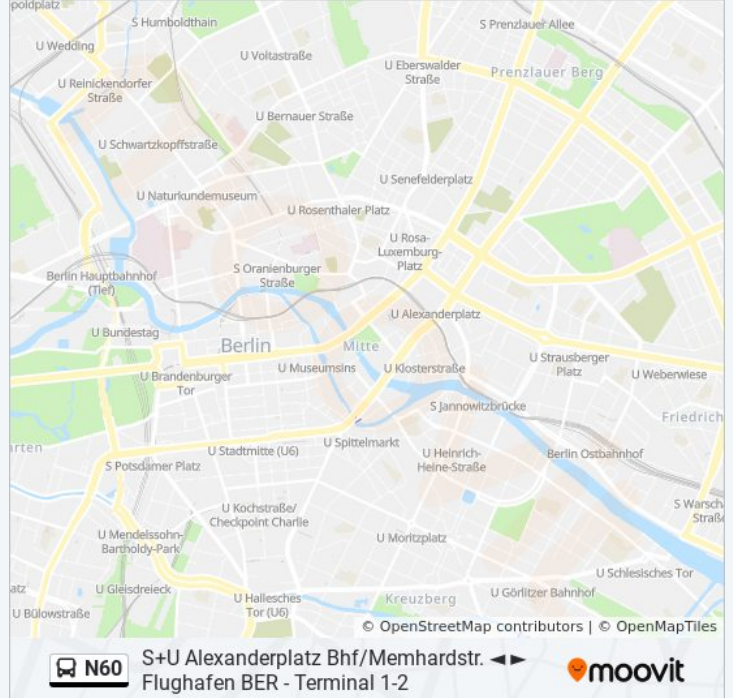 poldplatz
S Humboldthain
S Prenzlauer Allee
U Wedding
U Voltastraße
U Eberswalder
Straße
Prenzlauer Berg
U Reinickendorfer
Straße
U Bernauer Straße
U Schwartzkopffstraße
U Senefelderplatz
U Naturkundemuseum
U Rosenthaler Platz
U Rosa-
Luxemburg-
Platz
S Oranienburger
Straße
Berlin Hauptbahnhof
(Tief)
U Alexanderplatz
U Bundestag
Berlin
Mitte
U Strausberger
Platz
U Museumsins
U Klosterstraße
U Weberwiese
U Brandenburger
Tor
S Jannowitzbrücke
Friedrich
rten
U Stadtmitte (U6)
U Spittelmarkt
U Heinrich-
Heine-Straße
Berlin Ostbahnhof
S Potsdamer Platz
S Warsch
Straße
U Kochstraße/
Checkpoint Charlie
U Mendelssohn-
Bartholdy-Park
U Moritzplatz
U Schlesisches Tor
atz
U Gleisdreieck
U Hallesches
Tor (U6)
Kreuzberg
U Görlitzer Bahnhof
U Bülowstraße
© OpenStreetMap contributors | © OpenMapTiles
N60
S+U Alexanderplatz Bhf/Memhardstr. ◄►
Flughafen BER - Terminal 1-2
moovit